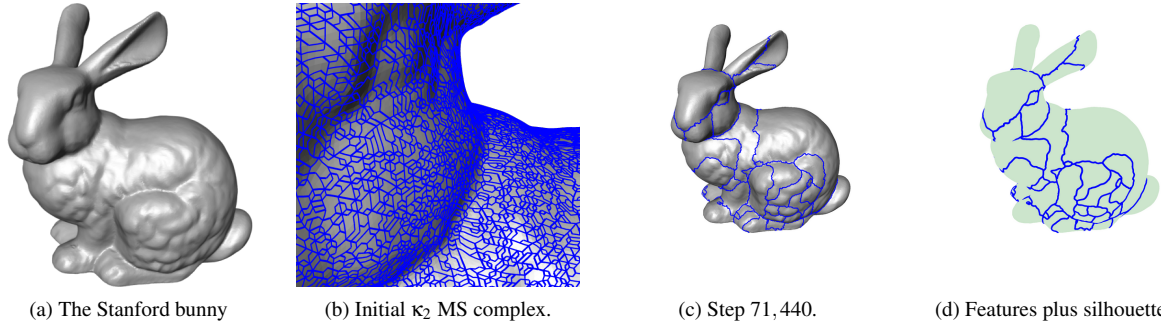 (a) The Stanford bunny
(b) Initial κ₂ MS complex.
(c) Step 71,440.
(d) Features plus silhouette